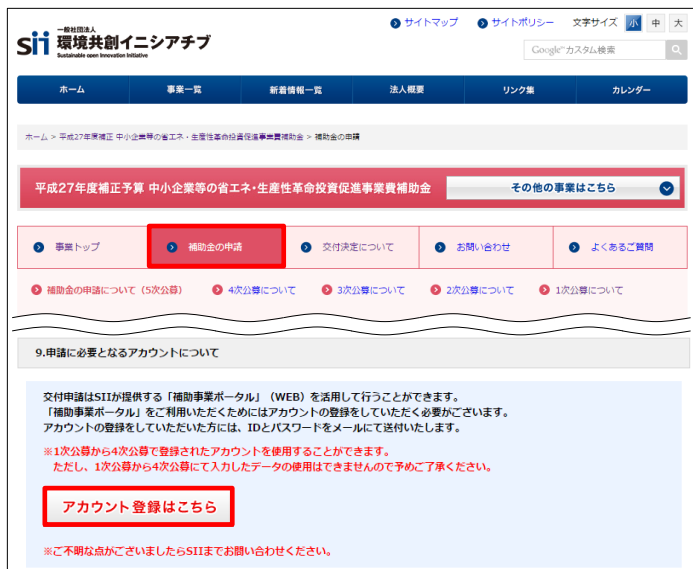 サイトマップ サイトポリシー 文字サイズ 小 中 大
sii 一般社団法人 環境共創イニシアチブ
Sustainable open Innovation Initiative
Google™ カスタム検索
ホーム 事業一覧 新着情報一覧 法人概要 リンク集 カレンダー
ホーム > 平成27年度補正 中小企業等の省エネ・生産性革命投資促進事業費補助金 > 補助金の申請
平成27年度補正予算 中小企業等の省エネ・生産性革命投資促進事業費補助金 その他の事業はこちら
事業トップ 補助金の申請 交付決定について お問い合わせ よくあるご質問
補助金の申請について（5次公募） 4次公募について 3次公募について 2次公募について 1次公募について
9.申請に必要となるアカウントについて
交付申請はSIIが提供する「補助事業ポータル」（WEB）を活用して行うことができます。
「補助事業ポータル」をご利用いただくためにはアカウントの登録をしていただく必要がございます。
アカウントの登録をしていただいた方には、IDとパスワードをメールにて送付いたします。
※1次公募から4次公募で登録されたアカウントを使用することができます。
ただし、1次公募から4次公募にて入力したデータの使用はできませんので予めご了承ください。
アカウント登録はこちら
※ご不明な点がございましたらSIIまでお問い合わせください。